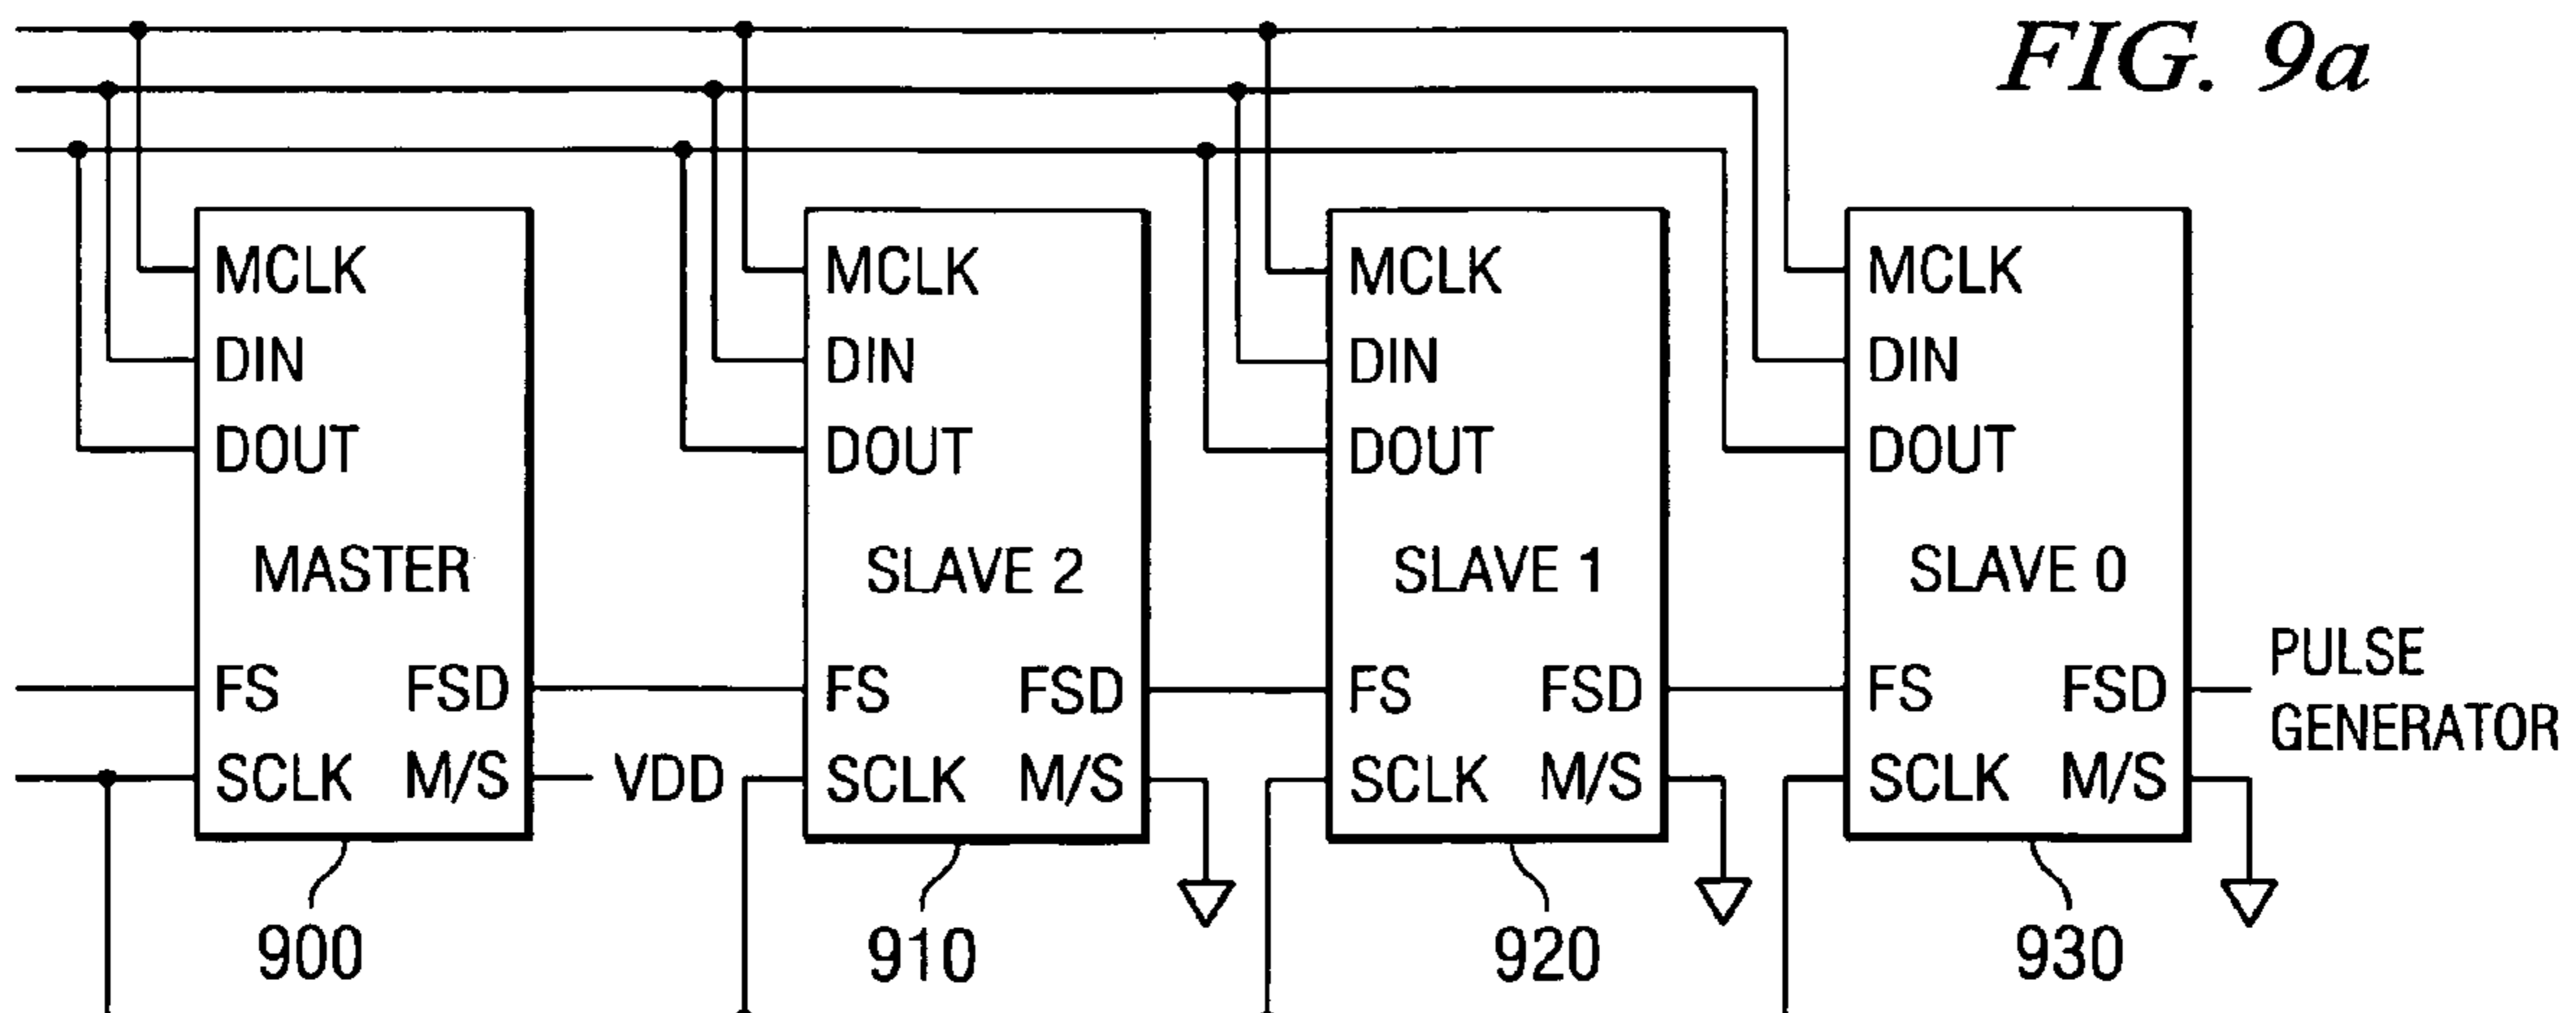 FIG. 9a
MCLK
DIN
DOUT
MASTER
FS FSD
SCLK M/S
VDD
900
MCLK
DIN
DOUT
SLAVE 2
FS FSD
SCLK M/S
910
MCLK
DIN
DOUT
SLAVE 1
FS FSD
SCLK M/S
920
MCLK
DIN
DOUT
SLAVE 0
FS FSD
SCLK M/S
930
PULSE
GENERATOR